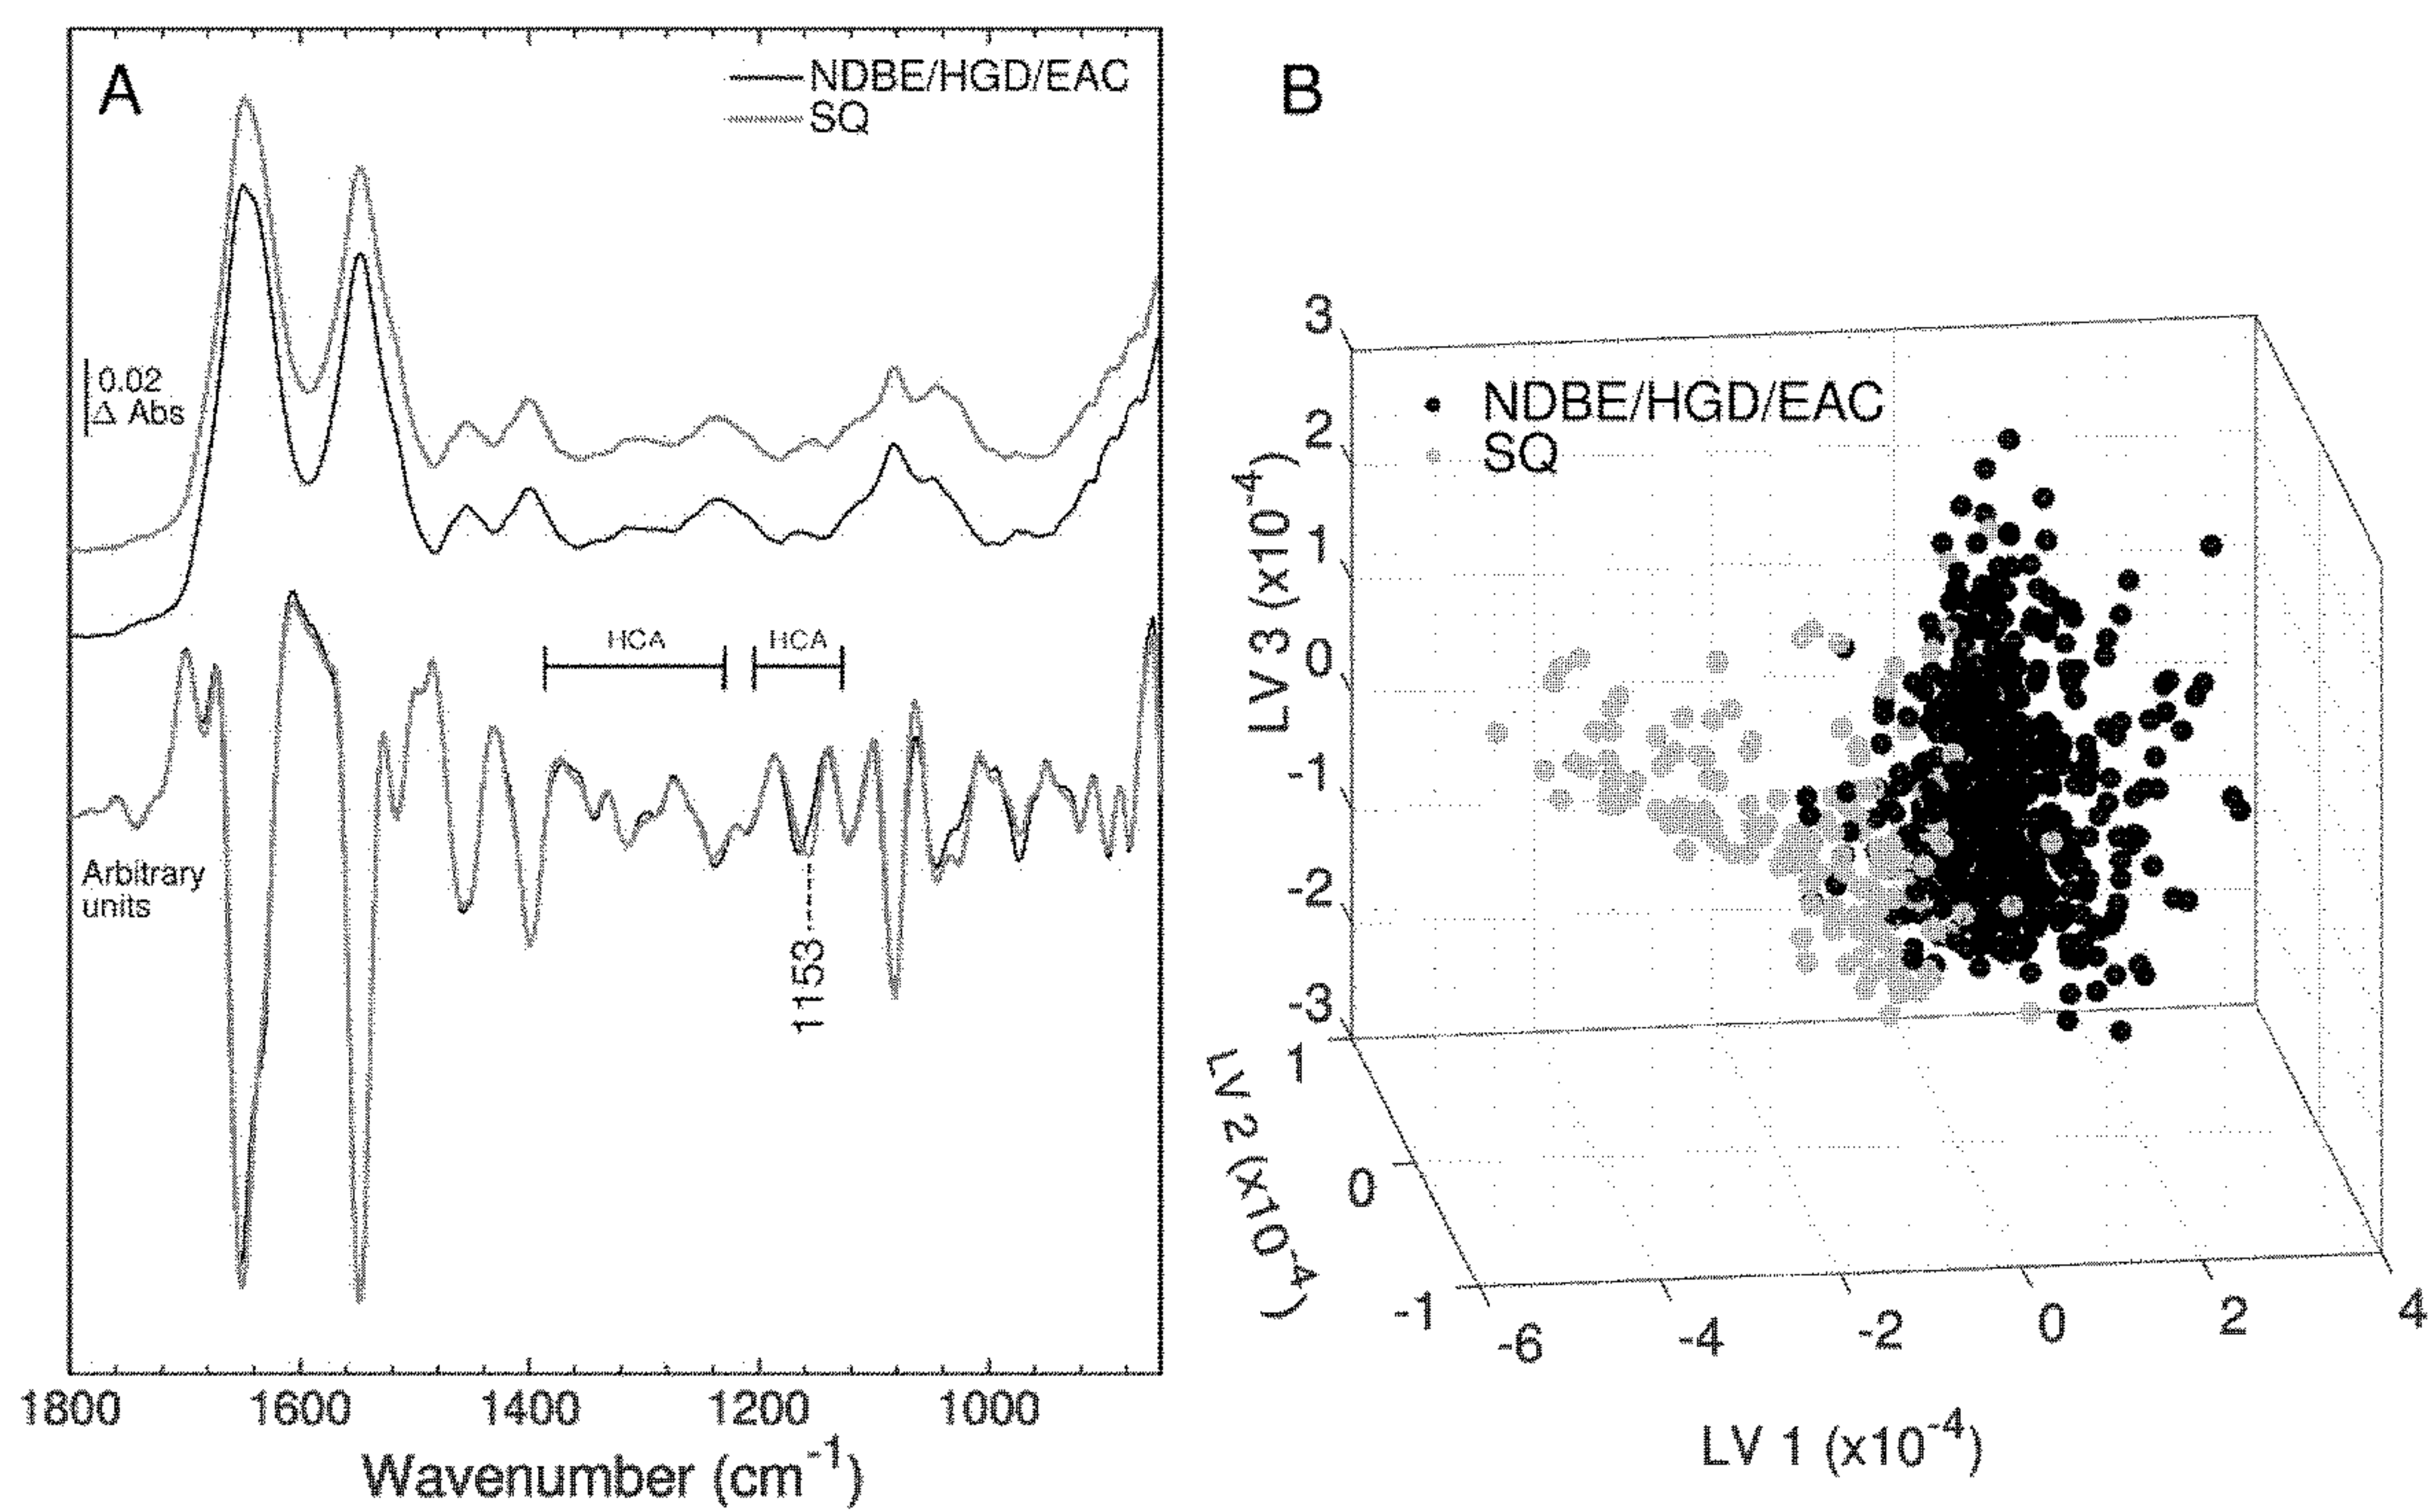 A
NDBE/HGD/EAC
SQ
0.02
Δ Abs
HCA
HCA
Arbitrary
units
1153
1800
1600
1400
1200
1000
Wavenumber (cm⁻¹)
B
NDBE/HGD/EAC
SQ
3
2
1
0
-1
-2
-3
LV 3 (x10⁻⁴)
1
0
-1
LV 2 (x10⁻⁴)
-6
-4
-2
0
2
4
LV 1 (x10⁻⁴)